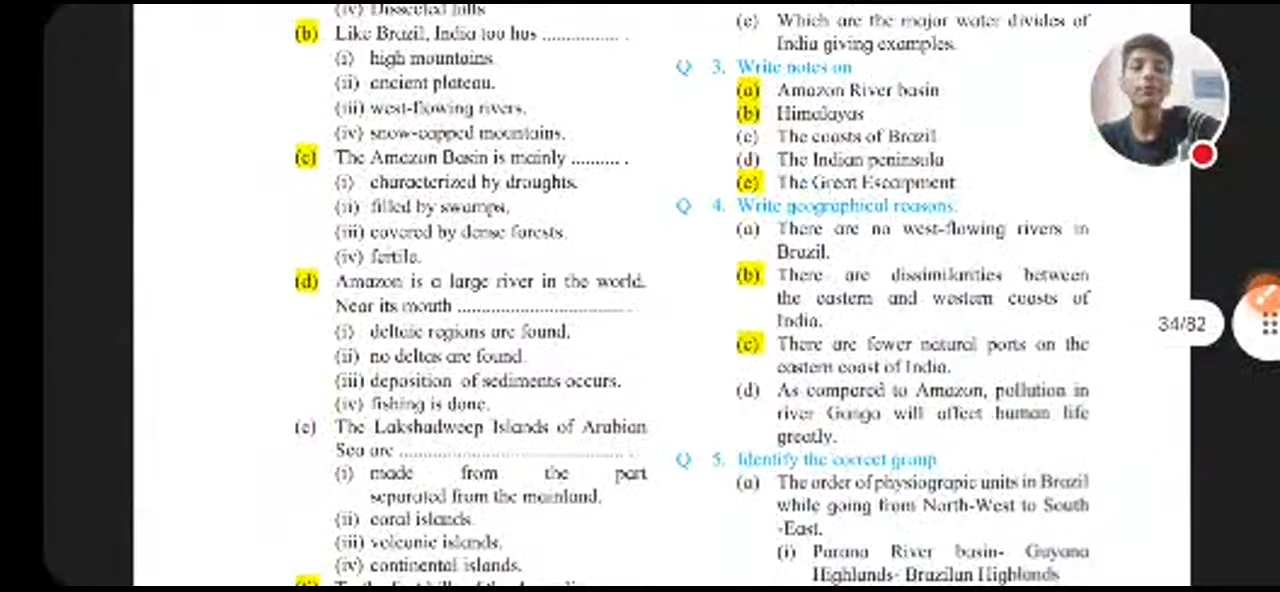 (iv) Dissected hills
(b) Like Brazil, India too has ............... .
(i) high mountains.
(ii) ancient plateau.
(iii) west-flowing rivers.
(iv) snow-capped mountains.
(c) The Amazon Basin is mainly .......... .
(i) characterized by droughts.
(ii) filled by swamps.
(iii) covered by dense forests.
(iv) fertile.
(d) Amazon is a large river in the world.
Near its mouth ....................................... .
(i) deltaic regions are found.
(ii) no deltas are found.
(iii) deposition of sediments occurs.
(iv) fishing is done.
(e) The Lakshadweep Islands of Arabian
Sea are .................................................... .
(i) made from the part
separated from the mainland.
(ii) coral islands.
(iii) volcanic islands.
(iv) continental islands.
(e) Which are the major water divides of
India giving examples.
Q 3. Write notes on
(a) Amazon River basin
(b) Himalayas
(c) The coasts of Brazil
(d) The Indian peninsula
(e) The Great Escarpment
Q 4. Write geographical reasons.
(a) There are no west-flowing rivers in
Brazil.
(b) There are dissimilarities between
the eastern and western coasts of
India.
(c) There are fewer natural ports on the
eastern coast of India.
(d) As compared to Amazon, pollution in
river Ganga will affect human life
greatly.
Q 5. Identify the correct group
(a) The order of physiograpic units in Brazil
while going from North-West to South
-East.
(i) Parana River basin- Guyana
Highlands- Brazilian Highlands
34/82